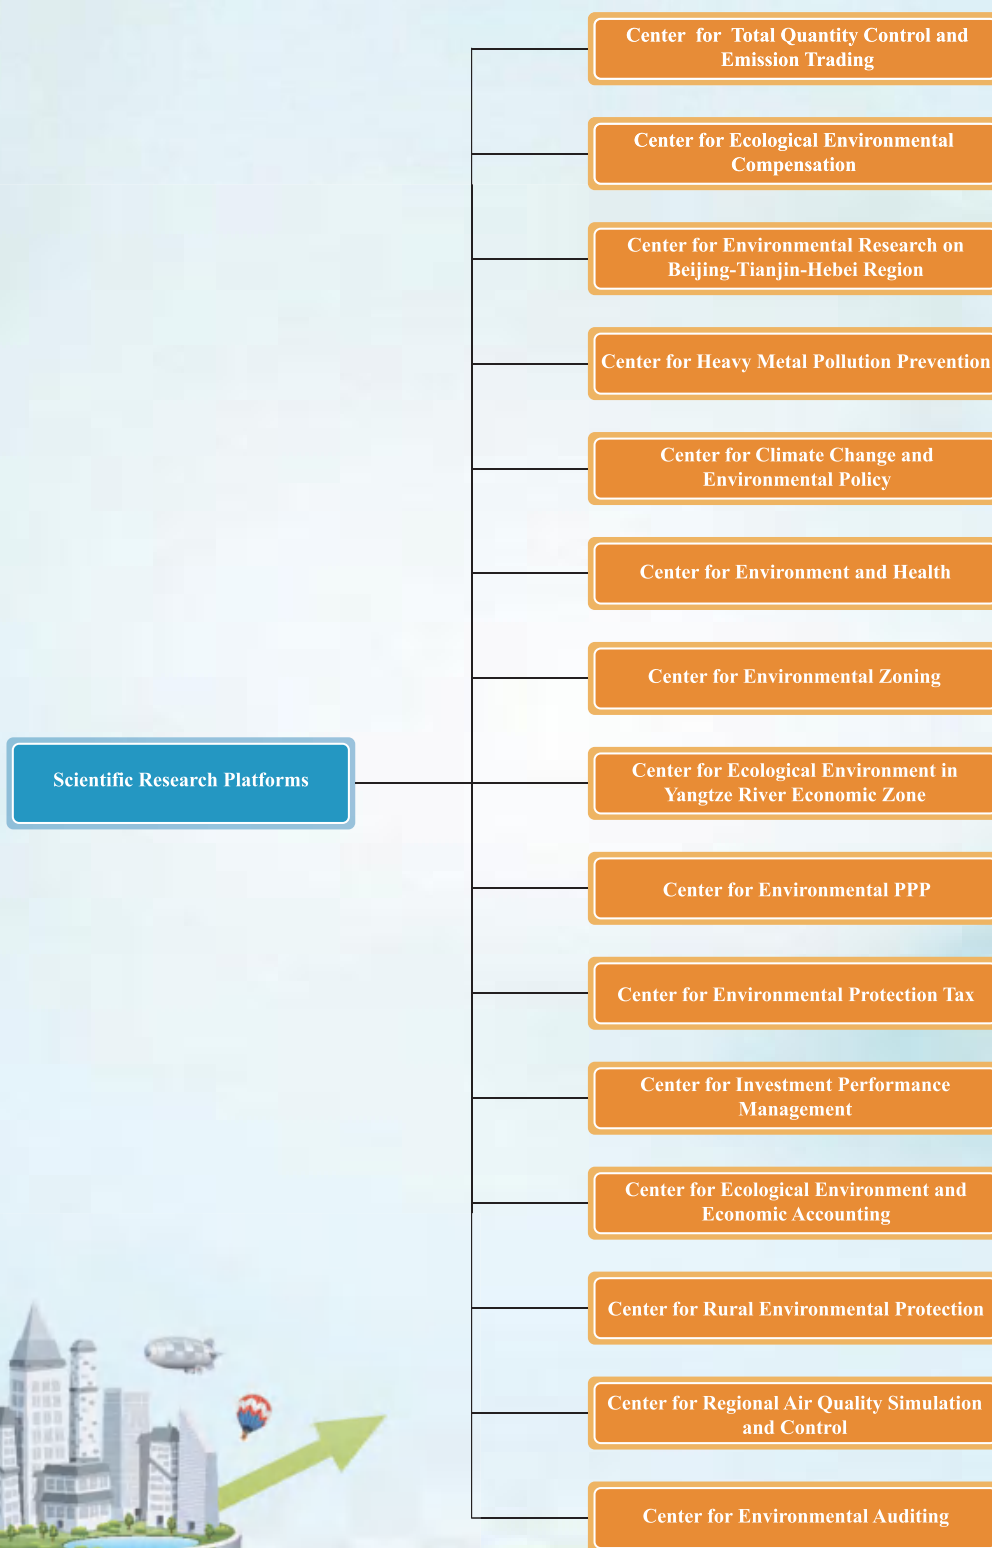 Center for Total Quantity Control and
Emission Trading
Center for Ecological Environmental
Compensation
Center for Environmental Research on
Beijing-Tianjin-Hebei Region
Center for Heavy Metal Pollution Prevention
Center for Climate Change and
Environmental Policy
Center for Environment and Health
Center for Environmental Zoning
Scientific Research Platforms
Center for Ecological Environment in
Yangtze River Economic Zone
Center for Environmental PPP
Center for Environmental Protection Tax
Center for Investment Performance
Management
Center for Ecological Environment and
Economic Accounting
Center for Rural Environmental Protection
Center for Regional Air Quality Simulation
and Control
Center for Environmental Auditing